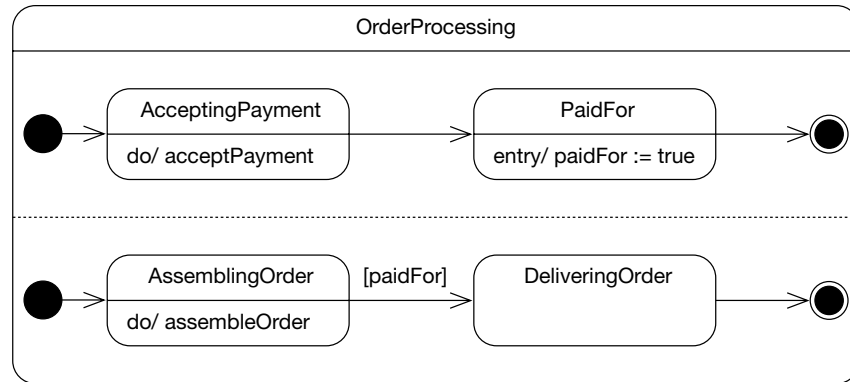 OrderProcessing
AcceptingPayment
do/ acceptPayment
PaidFor
entry/ paidFor := true
AssemblingOrder
do/ assembleOrder
[paidFor]
DeliveringOrder